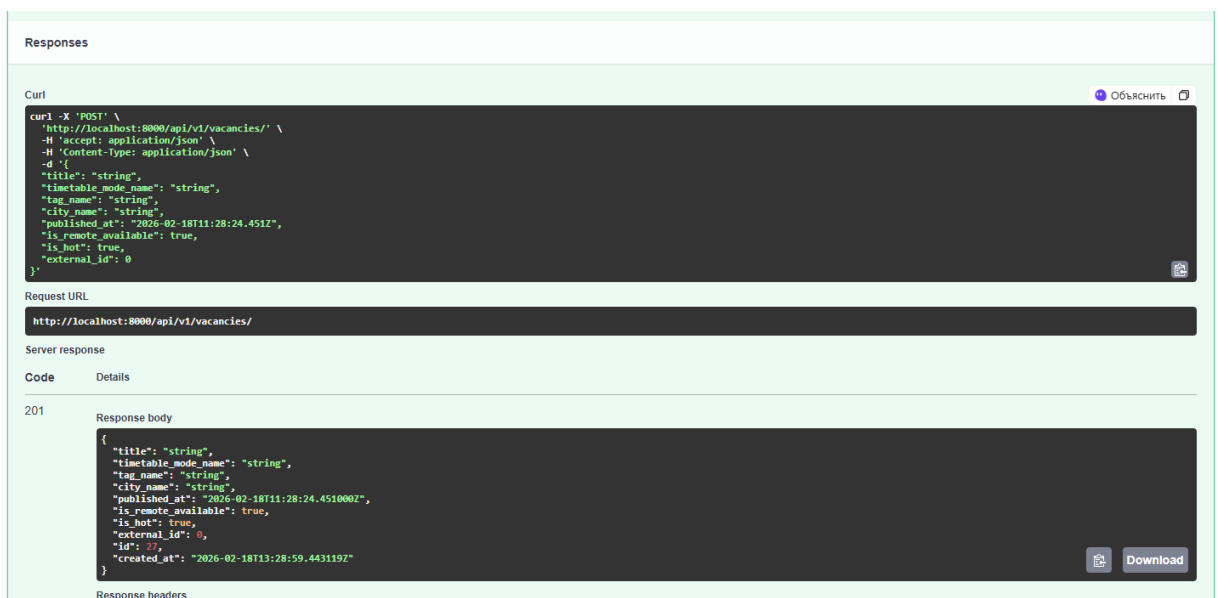 Responses
Curl
Объяснить
curl -X 'POST' \
  'http://localhost:8000/api/v1/vacancies/' \
  -H 'accept: application/json' \
  -H 'Content-Type: application/json' \
  -d '{
  "title": "string",
  "timetable_mode_name": "string",
  "tag_name": "string",
  "city_name": "string",
  "published_at": "2026-02-18T11:28:24.451Z",
  "is_remote_available": true,
  "is_hot": true,
  "external_id": 0
}'
Request URL
http://localhost:8000/api/v1/vacancies/
Server response
Code Details
201
Response body
{
  "title": "string",
  "timetable_mode_name": "string",
  "tag_name": "string",
  "city_name": "string",
  "published_at": "2026-02-18T11:28:24.451000Z",
  "is_remote_available": true,
  "is_hot": true,
  "external_id": 0,
  "id": 27,
  "created_at": "2026-02-18T13:28:59.443119Z"
}
Download
Response headers